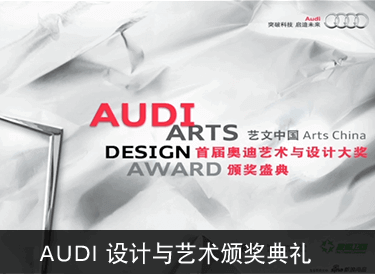 Audi
突破科技 启迪未来
AUDI
ARTS 艺文中国 Arts China
DESIGN 首届奥迪艺术与设计大奖
AWARD 颁奖盛典
AUDI 设计与艺术颁奖典礼